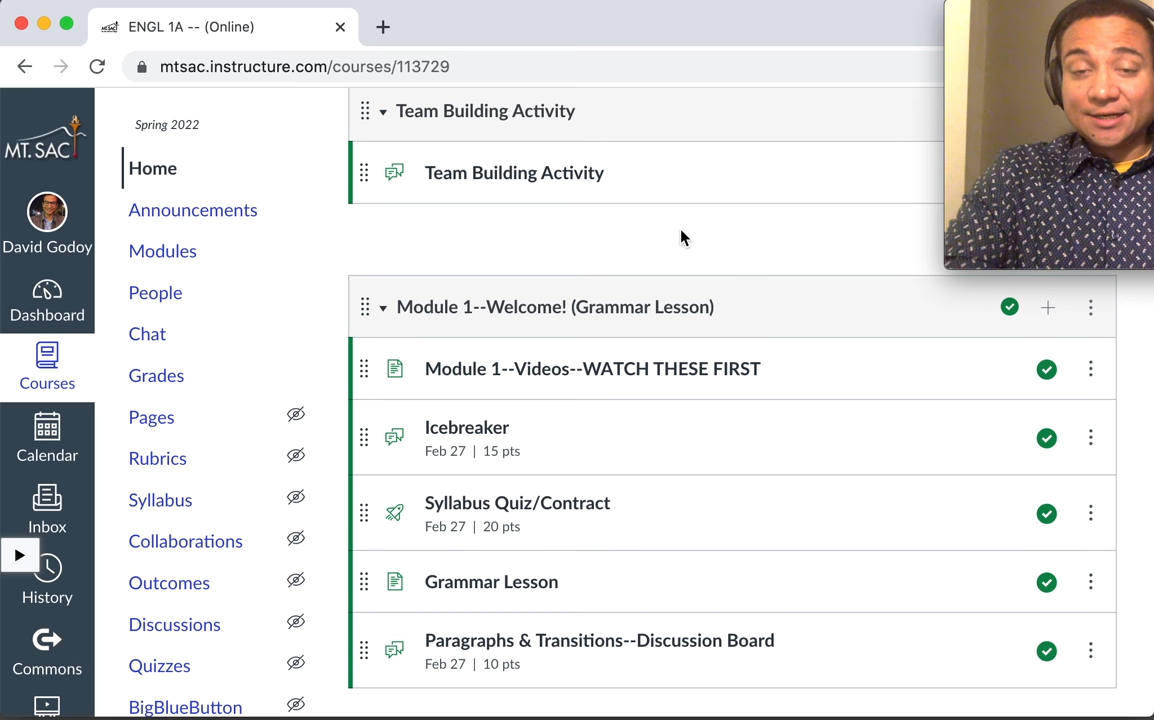 ENGL 1A -- (Online)
mtsac.instructure.com/courses/113729
MT. SAC
David Godoy
Dashboard
Courses
Calendar
Inbox
History
Commons
Spring 2022
Home
Announcements
Modules
People
Chat
Grades
Pages
Rubrics
Syllabus
Collaborations
Outcomes
Discussions
Quizzes
BigBlueButton
Team Building Activity
Team Building Activity
Module 1--Welcome! (Grammar Lesson)
Module 1--Videos--WATCH THESE FIRST
Icebreaker
Feb 27 | 15 pts
Syllabus Quiz/Contract
Feb 27 | 20 pts
Grammar Lesson
Paragraphs & Transitions--Discussion Board
Feb 27 | 10 pts